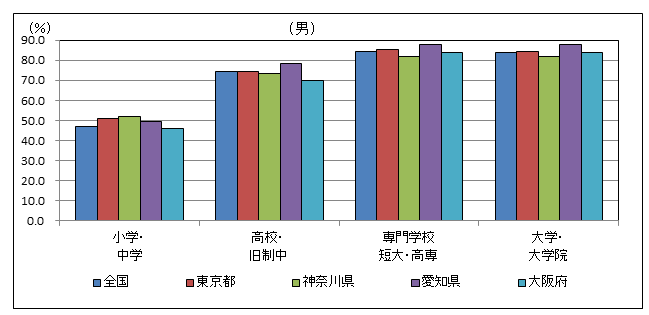 (%)
(男)
90.0
80.0
70.0
60.0
50.0
40.0
30.0
20.0
10.0
0.0
小学・
中学
高校・
旧制中
専門学校
短大・高専
大学・
大学院
全国
東京都
神奈川県
愛知県
大阪府